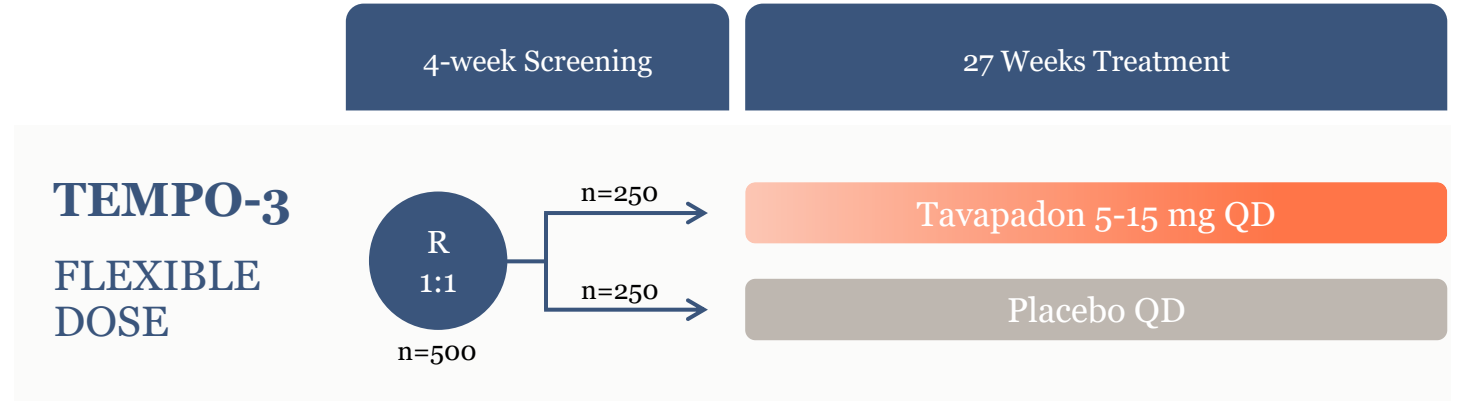 4-week Screening
27 Weeks Treatment
TEMPO-3
FLEXIBLE
DOSE
R
1:1
n=500
n=250
n=250
Tavapadon 5-15 mg QD
Placebo QD